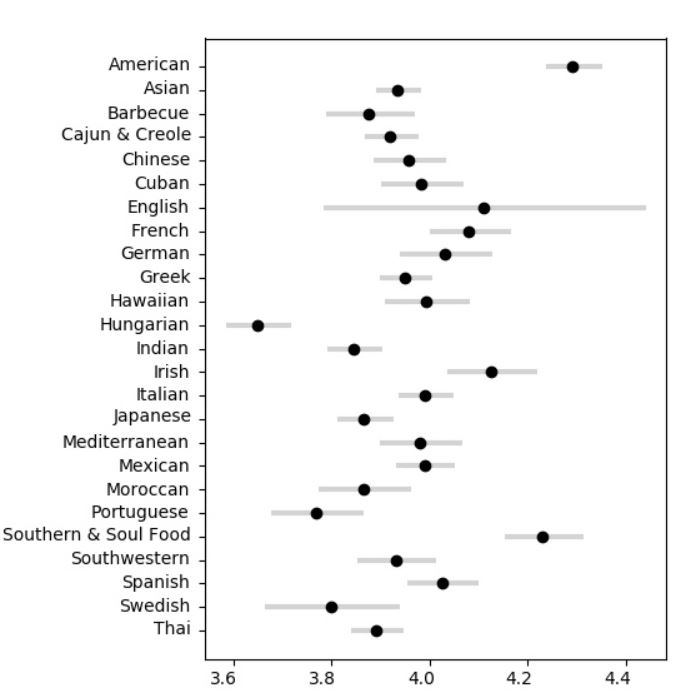 American
Asian
Barbecue
Cajun & Creole
Chinese
Cuban
English
French
German
Greek
Hawaiian
Hungarian
Indian
Irish
Italian
Japanese
Mediterranean
Mexican
Moroccan
Portuguese
Southern & Soul Food
Southwestern
Spanish
Swedish
Thai
3.6 3.8 4.0 4.2 4.4